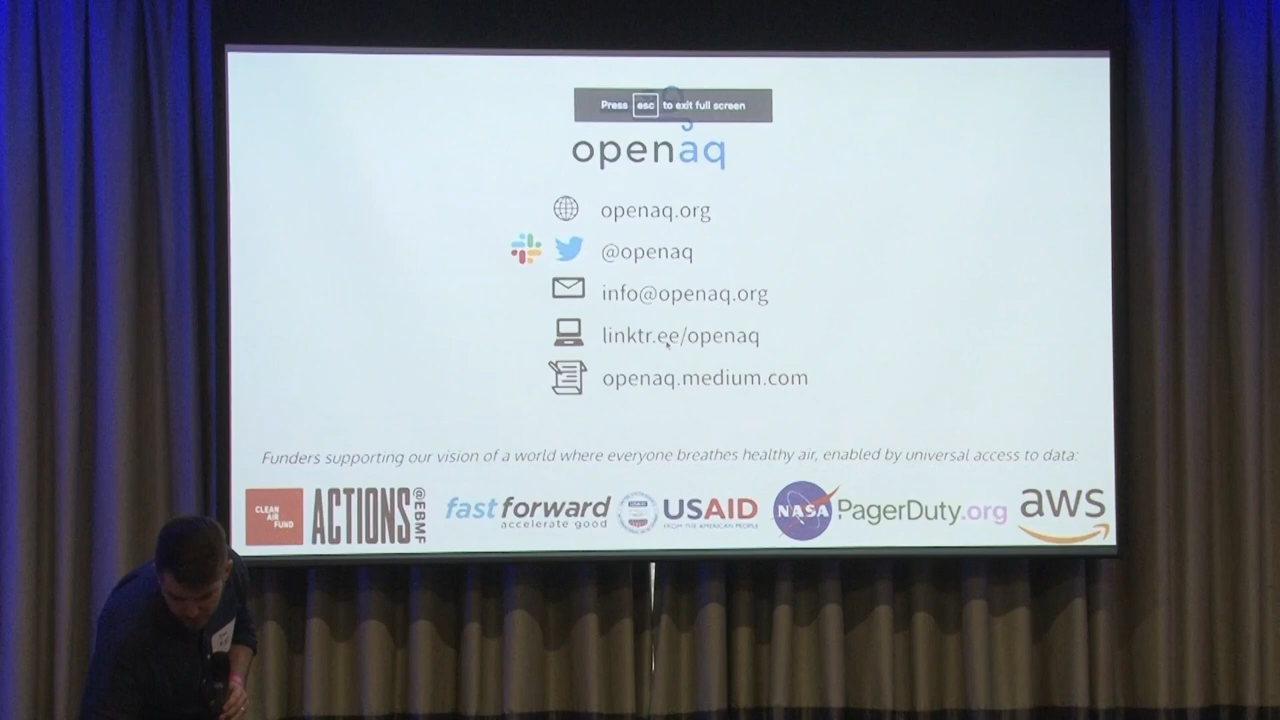 Press esc to exit full screen
openaq
openaq.org
@openaq
info@openaq.org
linktr.ee/openaq
openaq.medium.com
Funders supporting our vision of a world where everyone breathes healthy air, enabled by universal access to data:
CLEAN
AIR
FUND
ACTIONS
@EBMF
fastforward
accelerate good
USAID
FROM THE AMERICAN PEOPLE
NASA
PagerDuty.org
aws